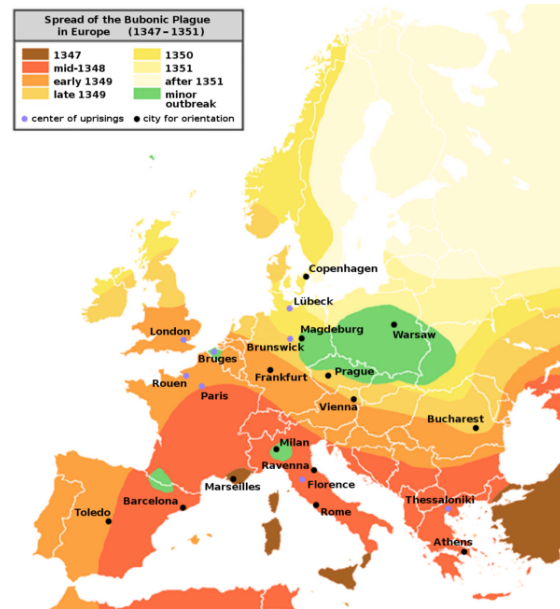 Spread of the Bubonic Plague
in Europe (1347–1351)
1347
mid-1348
early 1349
late 1349
1350
1351
after 1351
minor
outbreak
center of uprisings
city for orientation
Copenhagen
Lübeck
London
Magdeburg
Warsaw
Brunswick
Bruges
Frankfurt
Prague
Rouen
Paris
Vienna
Bucharest
Milan
Ravenna
Marseilles
Florence
Barcelona
Rome
Thessaloniki
Toledo
Athens